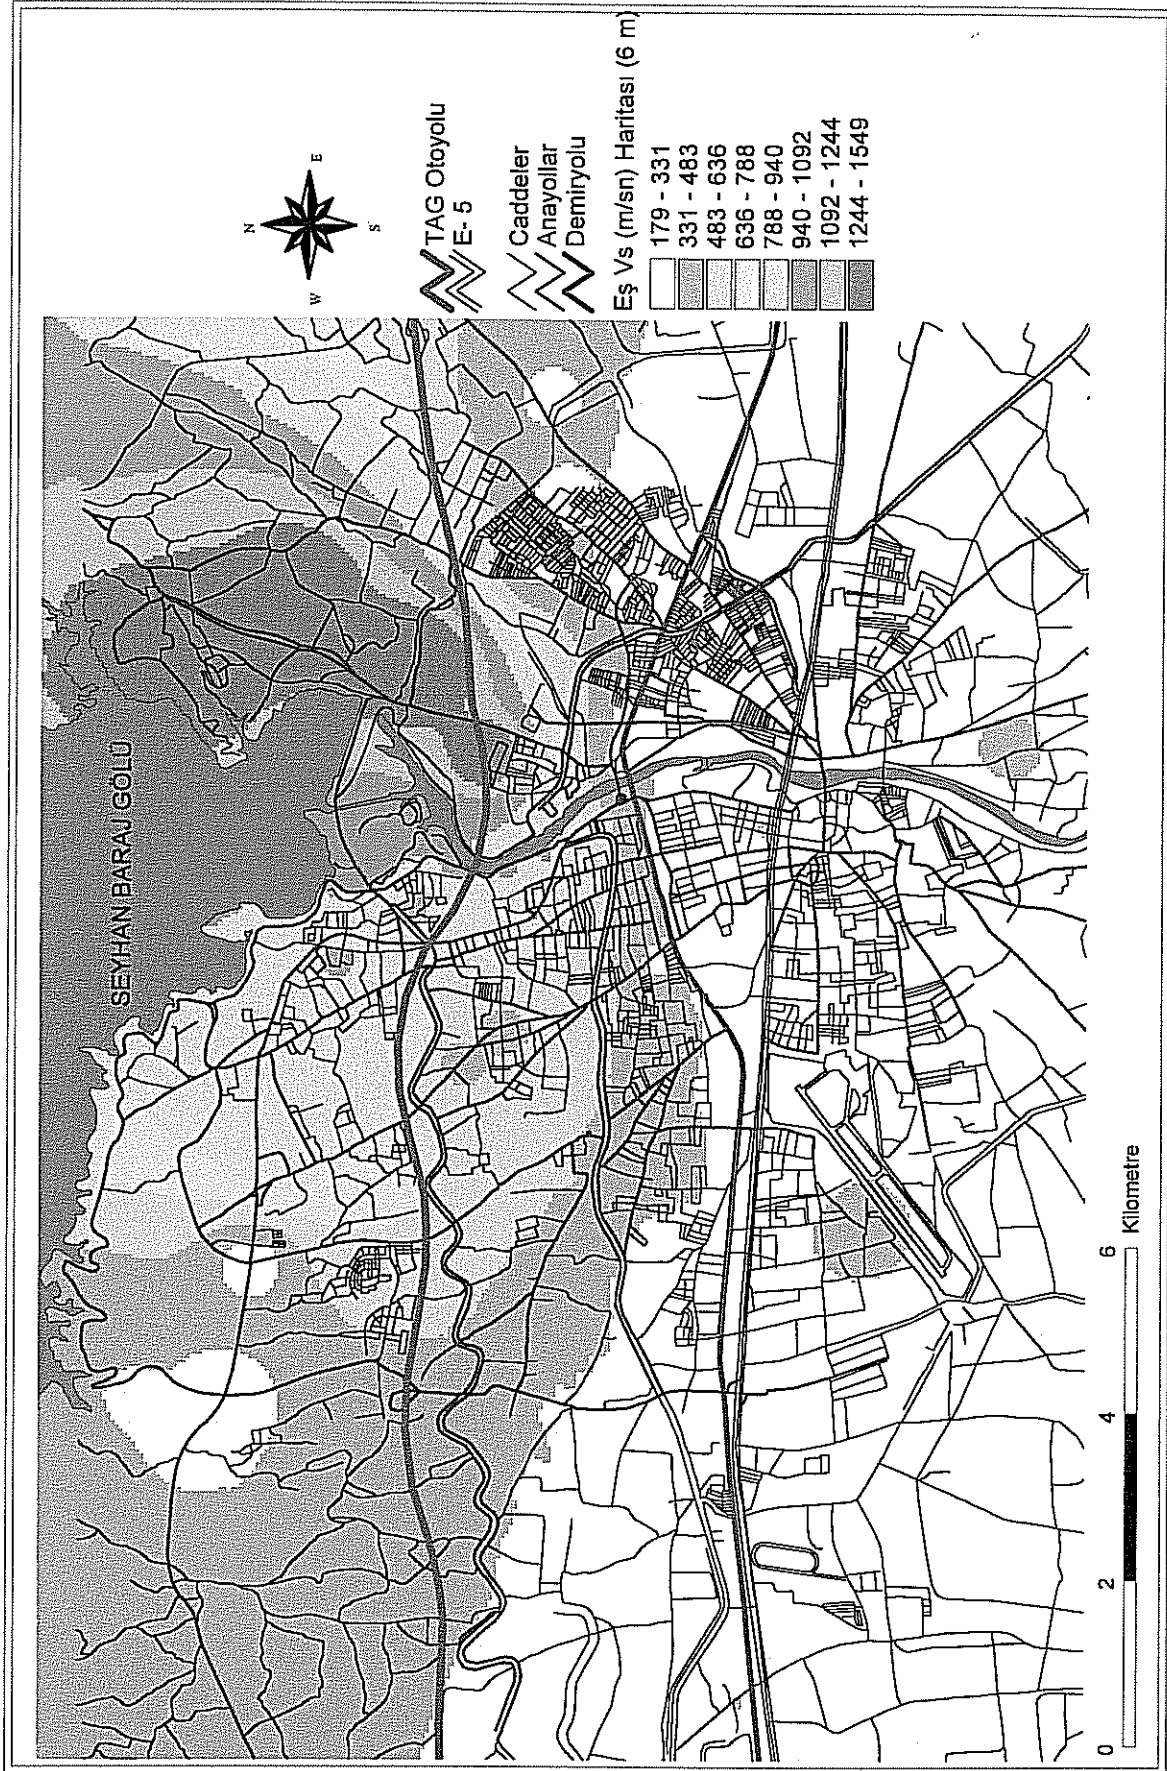 SEYHAN BARAJ GÖLÜ
N
W
E
S
TAG Otoyolu
E- 5
Caddeler
Anayollar
Demiryolu
Eş Vs (m/sn) Haritası (6 m)
179 - 331
331 - 483
483 - 636
636 - 788
788 - 940
940 - 1092
1092 - 1244
1244 - 1549
0 2 4 6 Kilometre